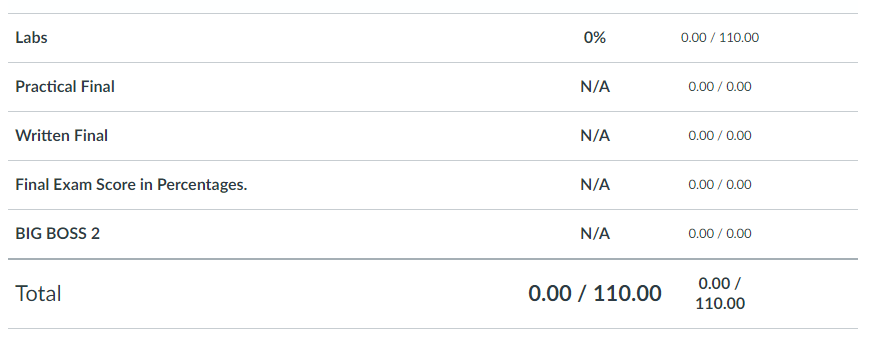 Labs 0% 0.00 / 110.00
Practical Final N/A 0.00 / 0.00
Written Final N/A 0.00 / 0.00
Final Exam Score in Percentages. N/A 0.00 / 0.00
BIG BOSS 2 N/A 0.00 / 0.00
Total 0.00 / 110.00 0.00 /
110.00